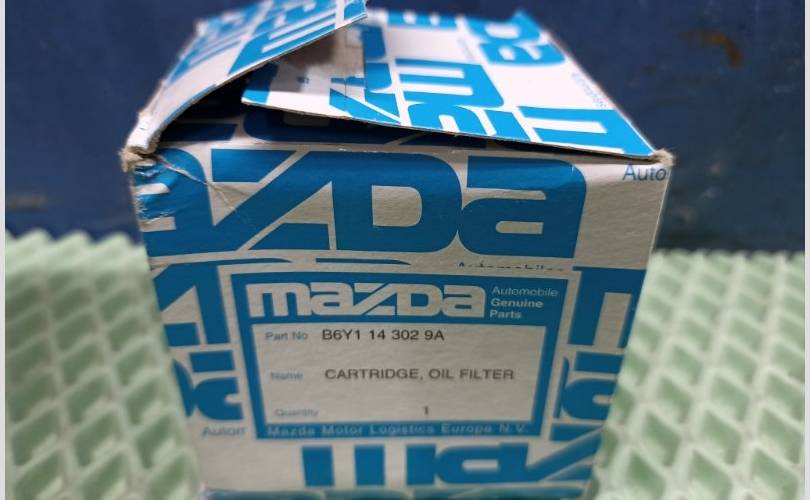 mazda
Auto
mazda
Automobile
Genuine
Parts
Part No B6Y1 14 302 9A
Name CARTRIDGE, OIL FILTER
Quantity 1
Mazda Motor Logistics Europe N.V.